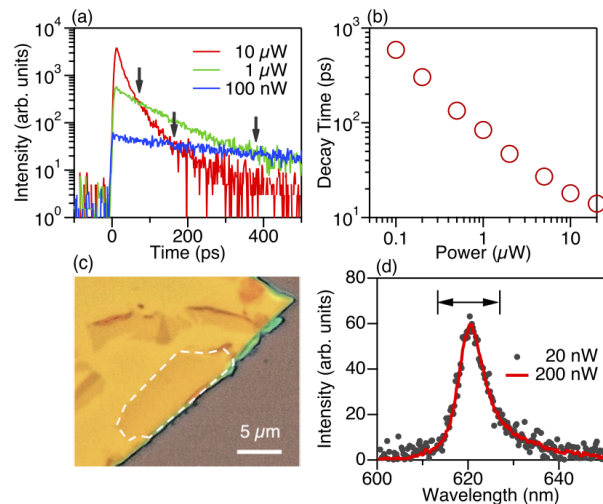 (a)
Intensity (arb. units)
10⁵
10⁴
10³
10²
10¹
10⁰
10 µW
1 µW
100 nW
0
200
400
Time (ps)
(b)
Decay Time (ps)
10³
10²
10¹
0.1
1
10
Power (µW)
(c)
5 µm
(d)
Intensity (arb. units)
80
60
40
20
0
20 nW
200 nW
600
620
640
Wavelength (nm)